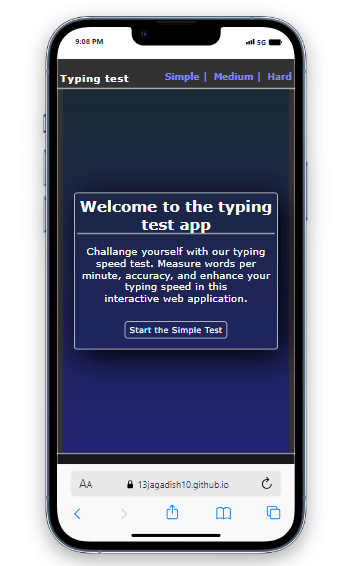 9:08 PM
5G
Typing test
Simple | Medium | Hard
Welcome to the typing
test app
Challange yourself with our typing
speed test. Measure words per
minute, accuracy, and enhance your
typing speed in this
interactive web application.
Start the Simple Test
AA
13jagadish10.github.io